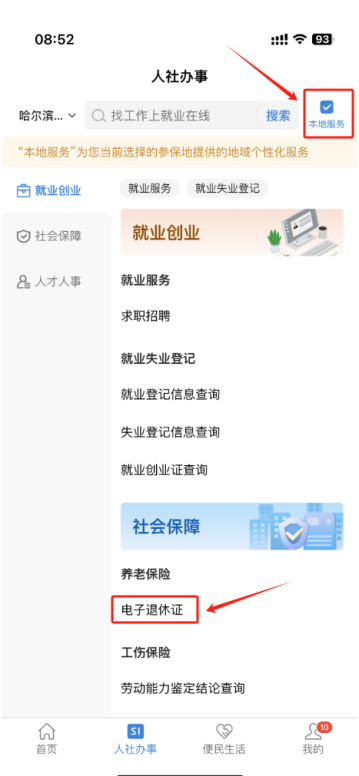 08:52
93
人社办事
哈尔滨...
找工作上就业在线
搜索
本地服务
“本地服务”为您当前选择的参保地提供的地域个性化服务
就业创业
就业服务
就业失业登记
社会保障
人才人事
就业创业
就业服务
求职招聘
就业失业登记
就业登记信息查询
失业登记信息查询
就业创业证查询
社会保障
养老保险
电子退休证
工伤保险
劳动能力鉴定结论查询
SI
10
首页
人社办事
便民生活
我的